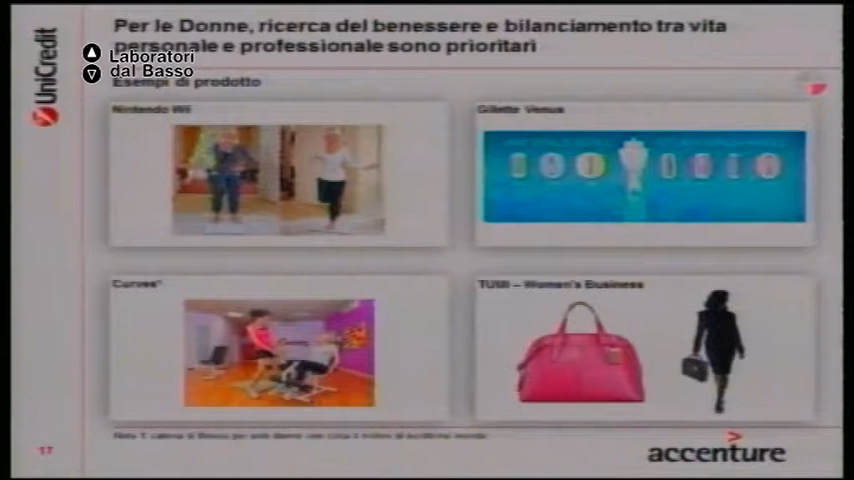 Per le Donne, ricerca del benessere e bilanciamento tra vita
personale e professionale sono prioritari
Laboratori
dal Basso
UniCredit
Esempi di prodotto
Nintendo Wii
Gillette Venus
Curves*
TUMI – Women's Business
17
accenture